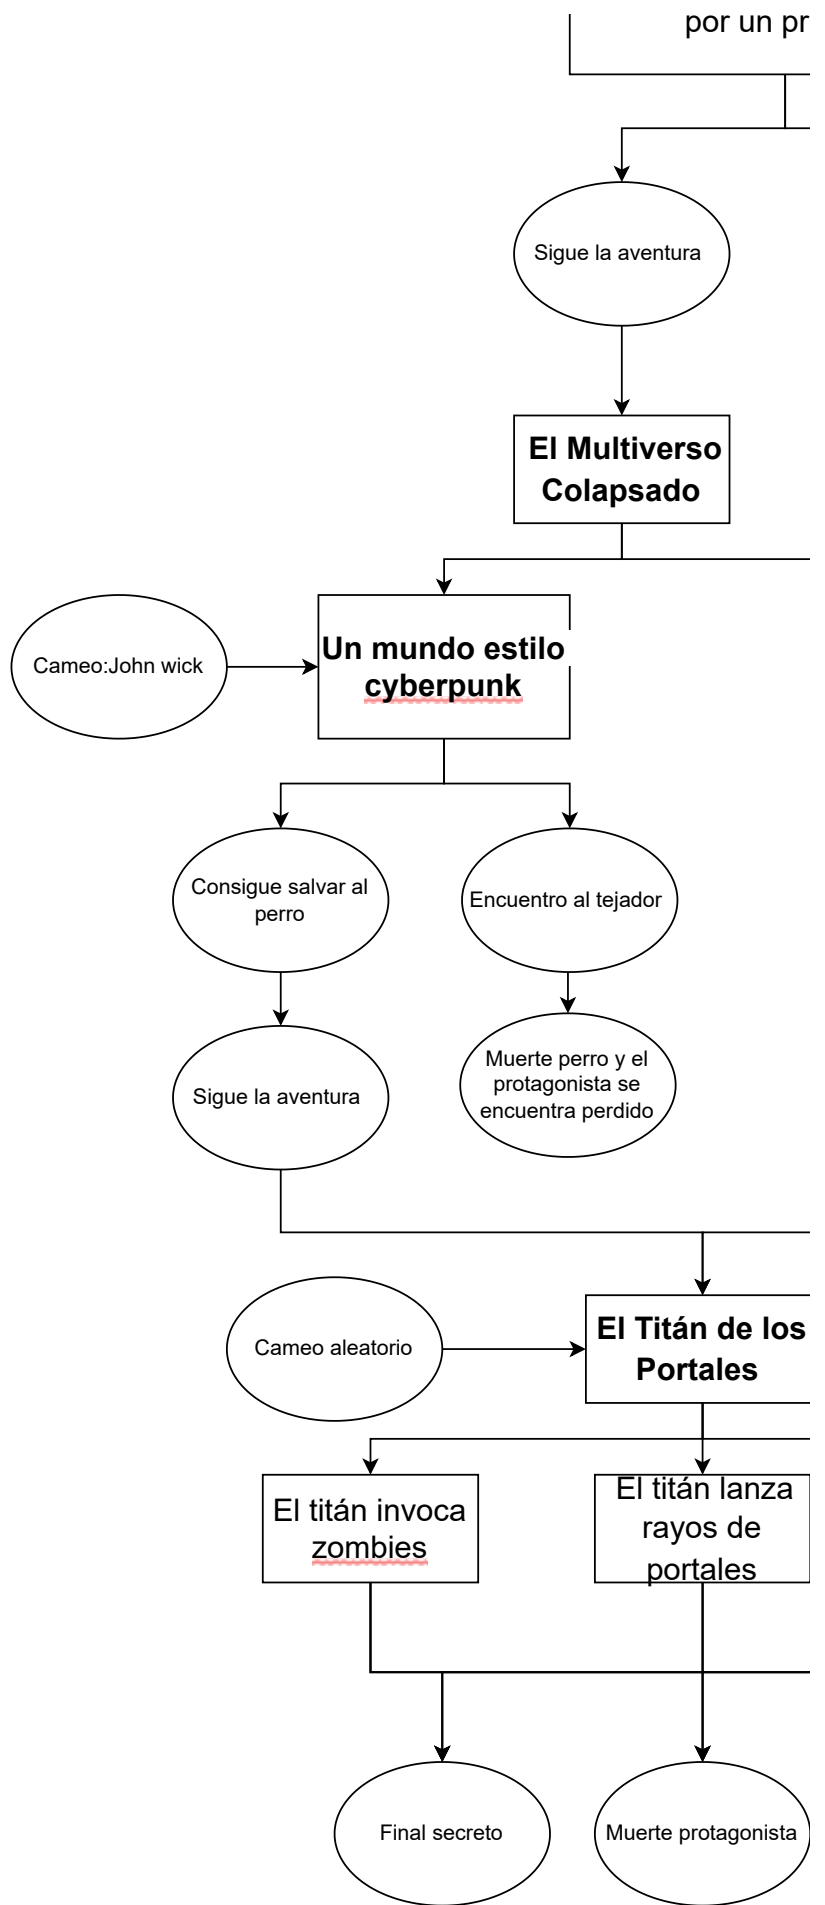 por un pr
Sigue la aventura
El Multiverso
Colapsado
Cameo:John wick
Un mundo estilo
cyberpunk
Consigue salvar al
perro
Encuentro al tejador
Sigue la aventura
Muerte perro y el
protagonista se
encuentra perdido
Cameo aleatorio
El Titán de los
Portales
El titán invoca
zombies
El titán lanza
rayos de
portales
Final secreto
Muerte protagonista